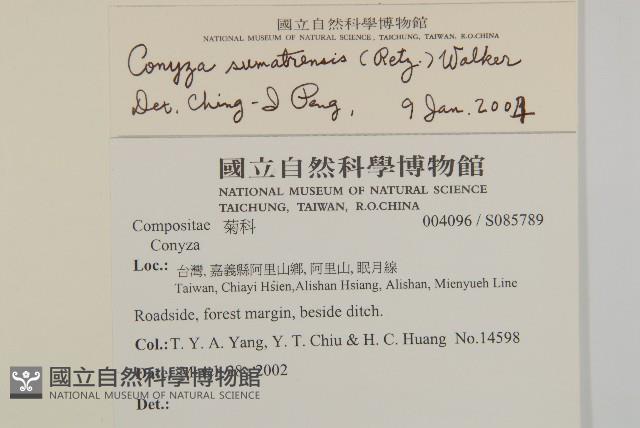 國立自然科學博物館
NATIONAL MUSEUM OF NATURAL SCIENCE, TAICHUNG, TAIWAN, R.O.CHINA
Conyza sumatrensis (Retz.) Walker
Det. Ching-I Peng, 9 Jan. 2004
國立自然科學博物館
NATIONAL MUSEUM OF NATURAL SCIENCE
TAICHUNG, TAIWAN, R.O.CHINA
Compositae 菊科 004096 / S085789
Conyza
Loc.: 台灣, 嘉義縣阿里山鄉, 阿里山, 眠月線
Taiwan, Chiayi Hsien,Alishan Hsiang, Alishan, Mienyueh Line
Roadside, forest margin, beside ditch.
Col.: T. Y. A. Yang, Y. T. Chiu & H. C. Huang No.14598
2002
國立自然科學博物館
NATIONAL MUSEUM OF NATURAL SCIENCE
Det.: